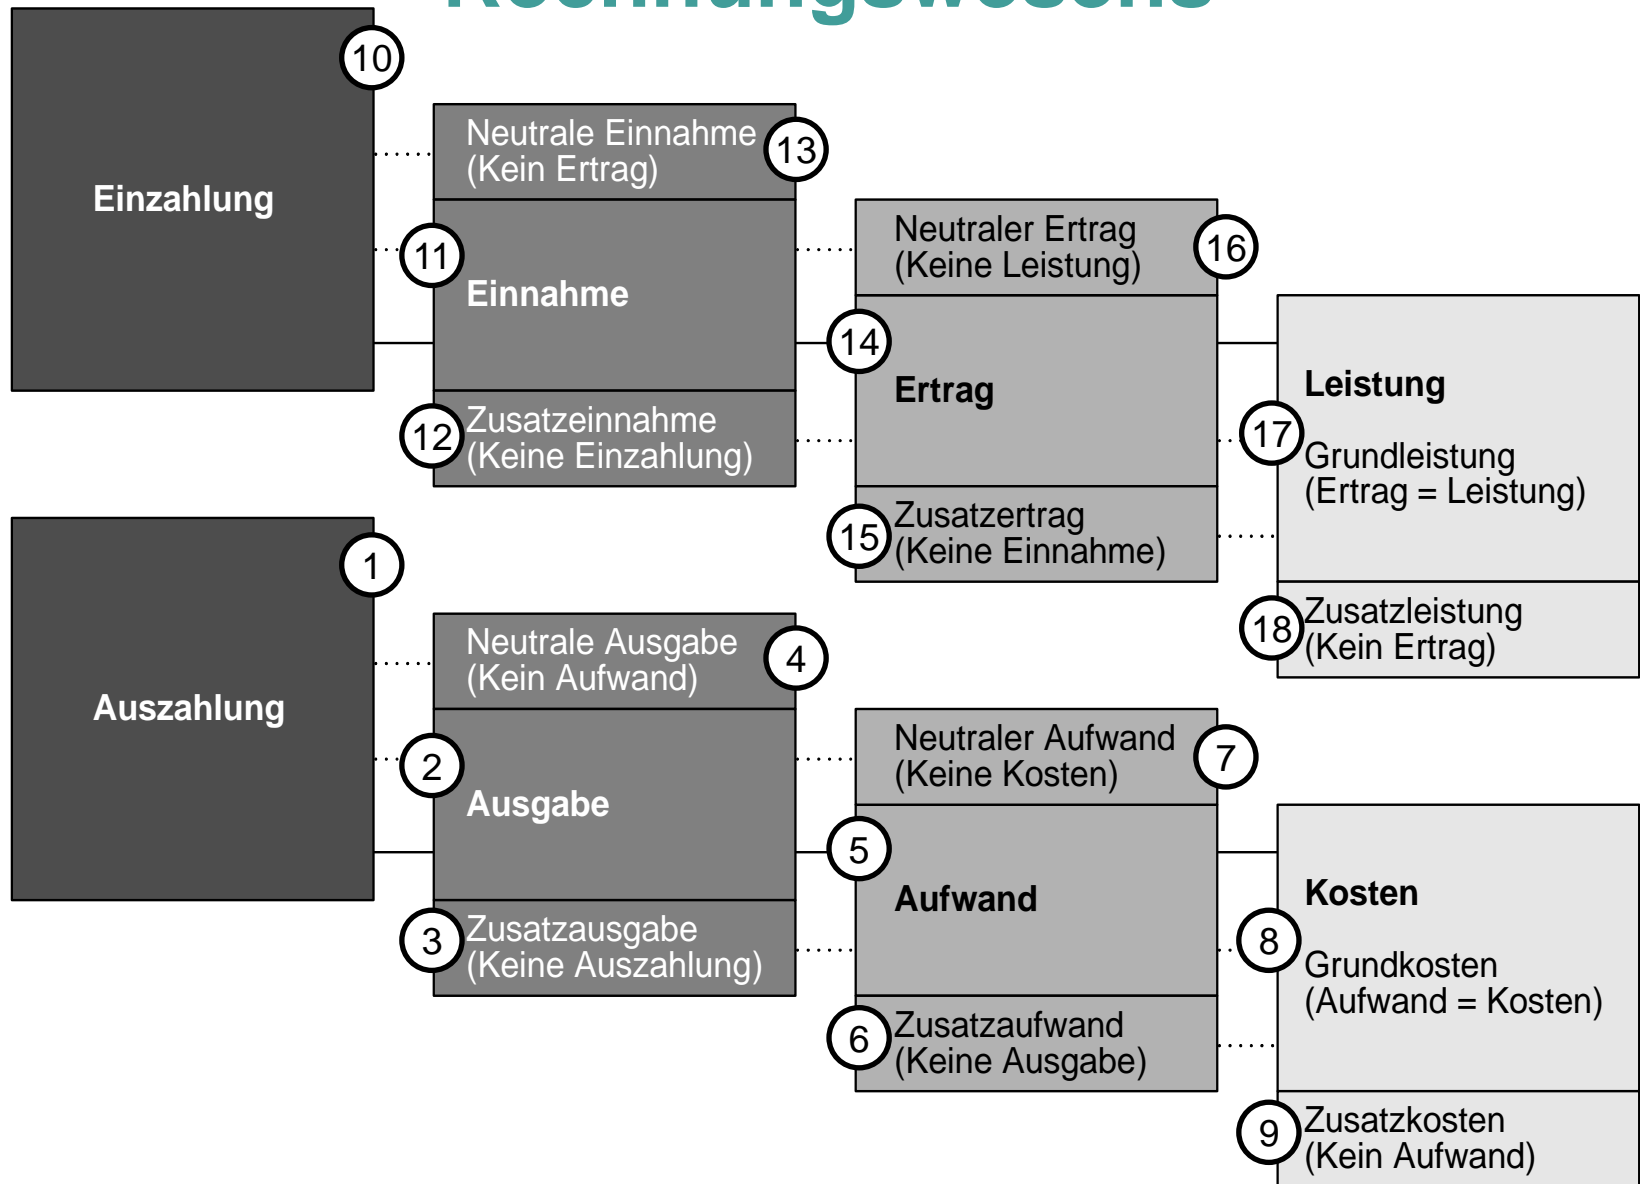 Rechnungswesens
10
Neutrale Einnahme
(Kein Ertrag)
13
Einzahlung
Neutraler Ertrag
(Keine Leistung)
16
11
Einnahme
14
Ertrag
Leistung
17
Grundleistung
(Ertrag = Leistung)
12
Zusatzeinnahme
(Keine Einzahlung)
15
Zusatzertrag
(Keine Einnahme)
18
Zusatzleistung
(Kein Ertrag)
1
Neutrale Ausgabe
(Kein Aufwand)
4
Auszahlung
Neutraler Aufwand
(Keine Kosten)
7
2
Ausgabe
5
Aufwand
Kosten
8
Grundkosten
(Aufwand = Kosten)
3
Zusatzausgabe
(Keine Auszahlung)
6
Zusatzaufwand
(Keine Ausgabe)
9
Zusatzkosten
(Kein Aufwand)